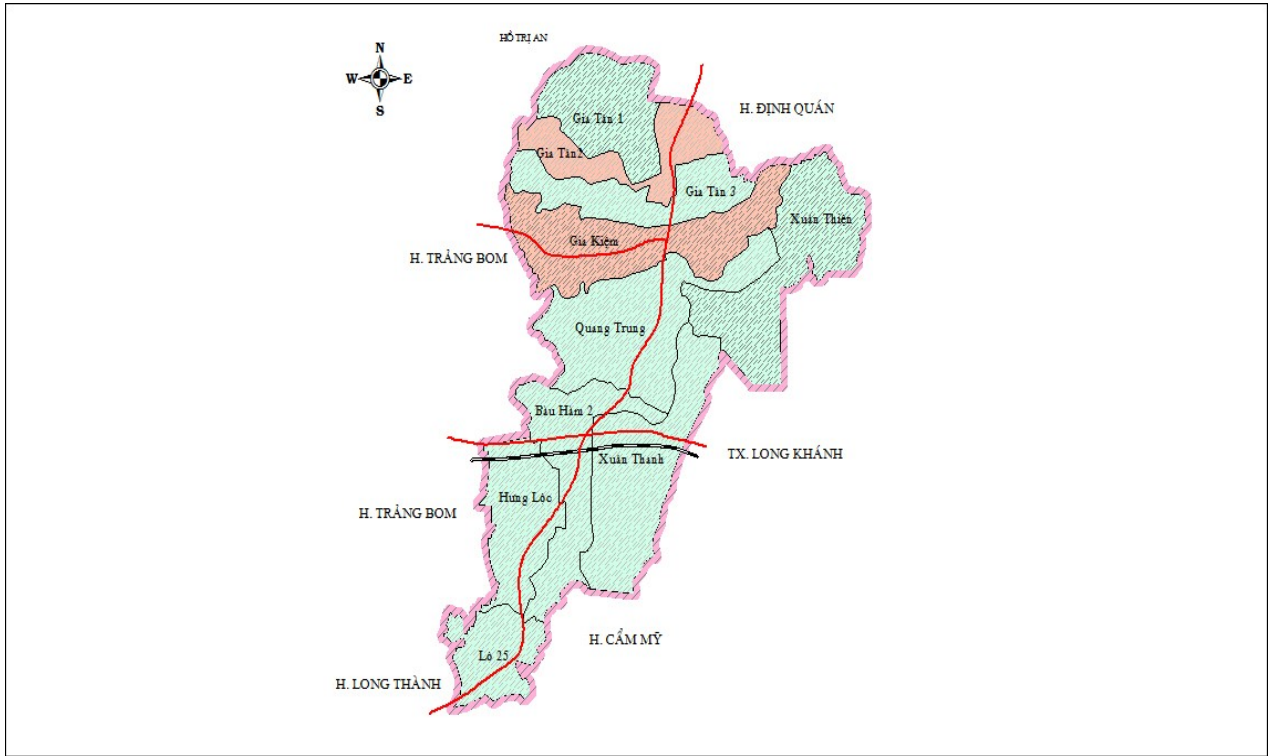 HỒ TRỊ AN
N
W E
S
H. ĐỊNH QUÁN
Gia Tân 1
Gia Tân2
Gia Tân 3
Xuân Thiện
Gia Kiệm
H. TRẢNG BOM
Quang Trung
Bàu Hàm 2
Xuân Thạnh
TX. LONG KHÁNH
Hưng Lộc
H. TRẢNG BOM
H. CẨM MỸ
Lộ 25
H. LONG THÀNH